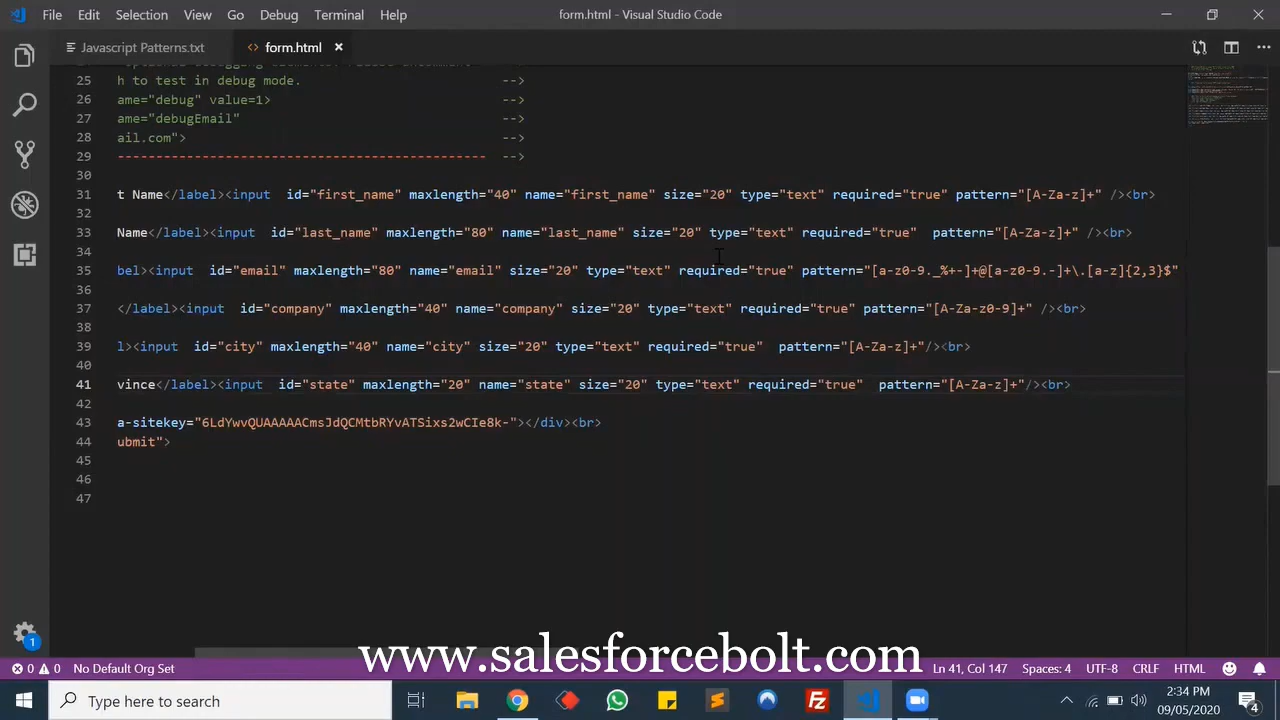 File Edit Selection View Go Debug Terminal Help form.html - Visual Studio Code
Javascript Patterns.txt form.html
25 h to test in debug mode. -->
26 ame="debug" value=1> -->
27 ame="debugEmail" -->
28 ail.com"> -->
29 ------------------------------------------------ -->
30
31 t Name</label><input  id="first_name" maxlength="40" name="first_name" size="20" type="text" required="true" pattern="[A-Za-z]+" /><br>
32
33 Name</label><input  id="last_name" maxlength="80" name="last_name" size="20" type="text" required="true"  pattern="[A-Za-z]+" /><br>
34
35 bel><input  id="email" maxlength="80" name="email" size="20" type="text" required="true" pattern="[a-z0-9._%+-]+@[a-z0-9.-]+\.[a-z]{2,3}$"
36
37 </label><input  id="company" maxlength="40" name="company" size="20" type="text" required="true" pattern="[A-Za-z0-9]+" /><br>
38
39 l><input  id="city" maxlength="40" name="city" size="20" type="text" required="true"  pattern="[A-Za-z]+"/><br>
40
41 vince</label><input  id="state" maxlength="20" name="state" size="20" type="text" required="true"  pattern="[A-Za-z]+"/><br>
42
43 a-sitekey="6LdYwvQUAAAAACmsJdQCMtbRYvATSixs2wCIe8k-"></div><br>
44 ubmit">
45
46
47
www.salesforcebolt.com
1
0 0 No Default Org Set Ln 41, Col 147 Spaces: 4 UTF-8 CRLF HTML
Type here to search 2:34 PM
09/05/2020 4